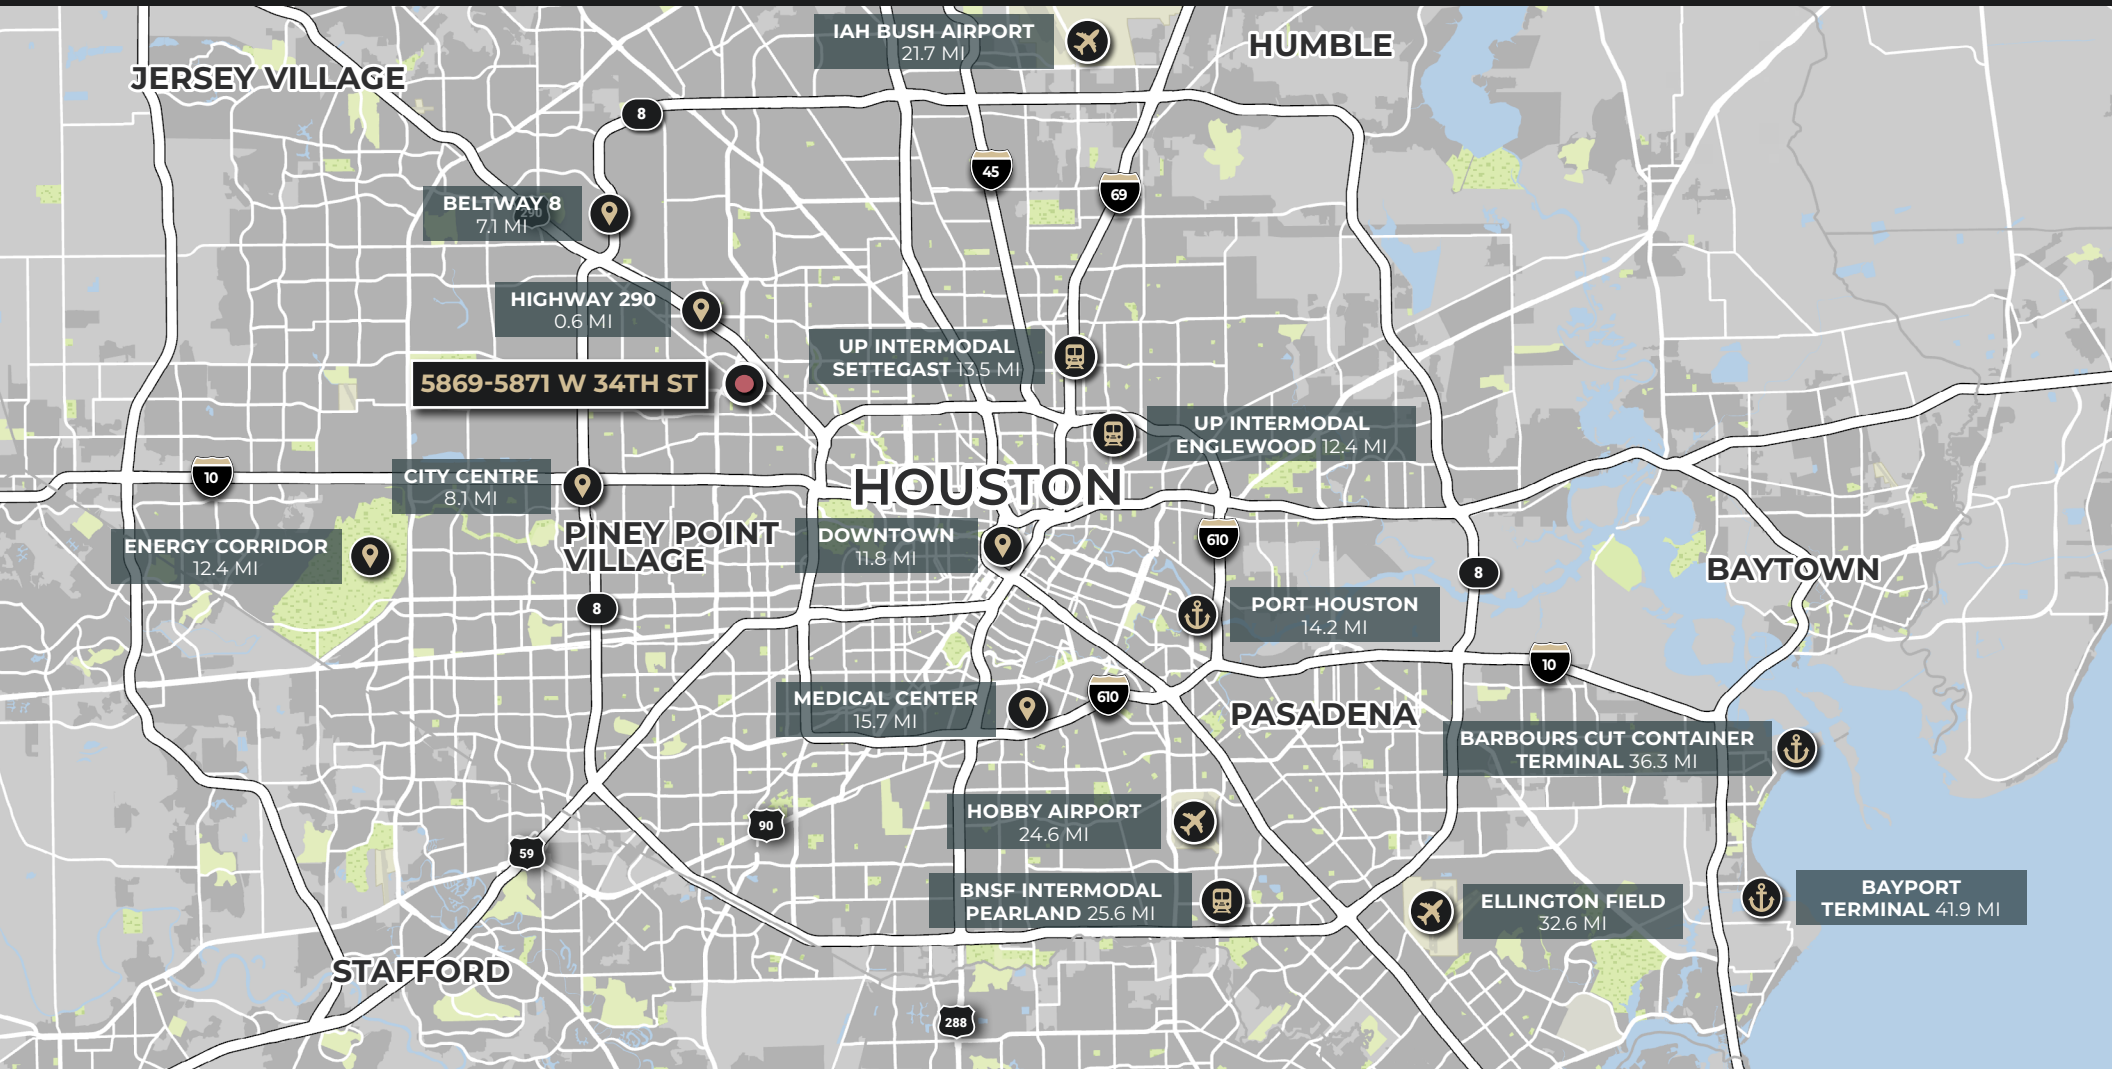 IAH BUSH AIRPORT
21.7 MI
HUMBLE
JERSEY VILLAGE
8
45
69
BELTWAY 8
7.1 MI
290
HIGHWAY 290
0.6 MI
UP INTERMODAL
SETTEGAST 13.5 MI
5869-5871 W 34TH ST
UP INTERMODAL
ENGLEWOOD 12.4 MI
10
CITY CENTRE
8.1 MI
HOUSTON
PINEY POINT
VILLAGE
DOWNTOWN
11.8 MI
610
ENERGY CORRIDOR
12.4 MI
8
BAYTOWN
8
PORT HOUSTON
14.2 MI
10
MEDICAL CENTER
15.7 MI
610
PASADENA
BARBOURS CUT CONTAINER
TERMINAL 36.3 MI
HOBBY AIRPORT
24.6 MI
90
59
BNSF INTERMODAL
PEARLAND 25.6 MI
ELLINGTON FIELD
32.6 MI
BAYPORT
TERMINAL 41.9 MI
STAFFORD
288